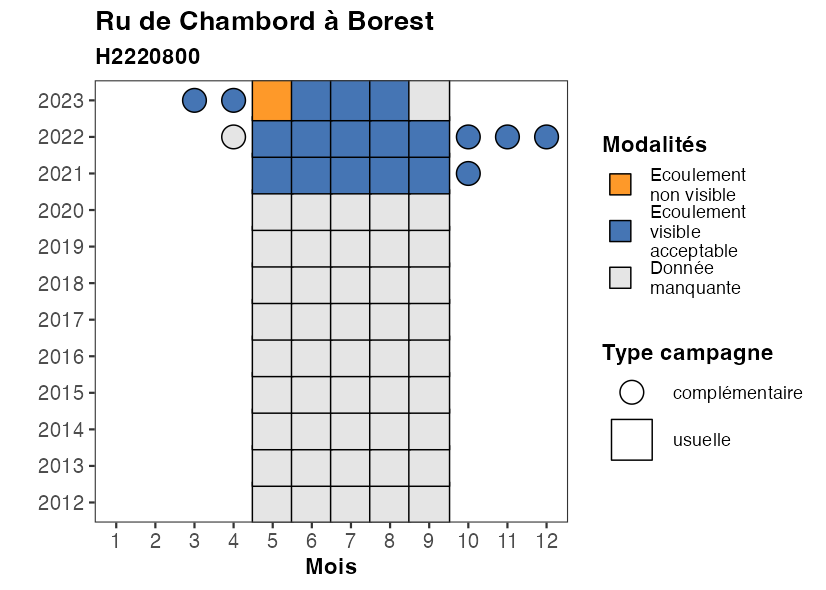 Ru de Chambord à Borest
H2220800
2023
2022
2021
2020
2019
2018
2017
2016
2015
2014
2013
2012
1 2 3 4 5 6 7 8 9 10 11 12
Mois
Modalités
Ecoulement
non visible
Ecoulement
visible
acceptable
Donnée
manquante
Type campagne
complémentaire
usuelle